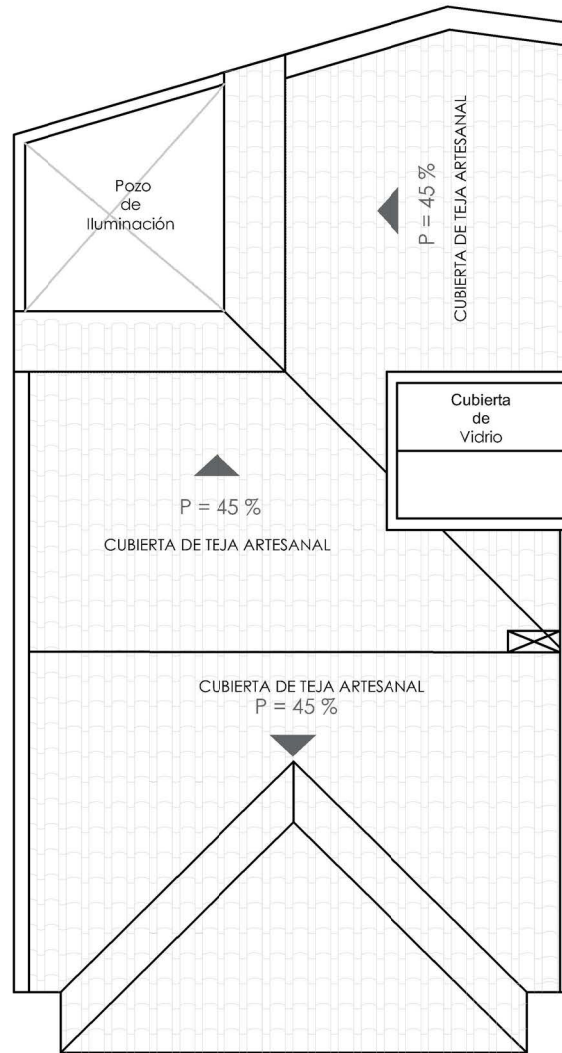 Pozo
de
Iluminación
P = 45 %
CUBIERTA DE TEJA ARTESANAL
Cubierta
de
Vidrio
P = 45 %
CUBIERTA DE TEJA ARTESANAL
CUBIERTA DE TEJA ARTESANAL
P = 45 %